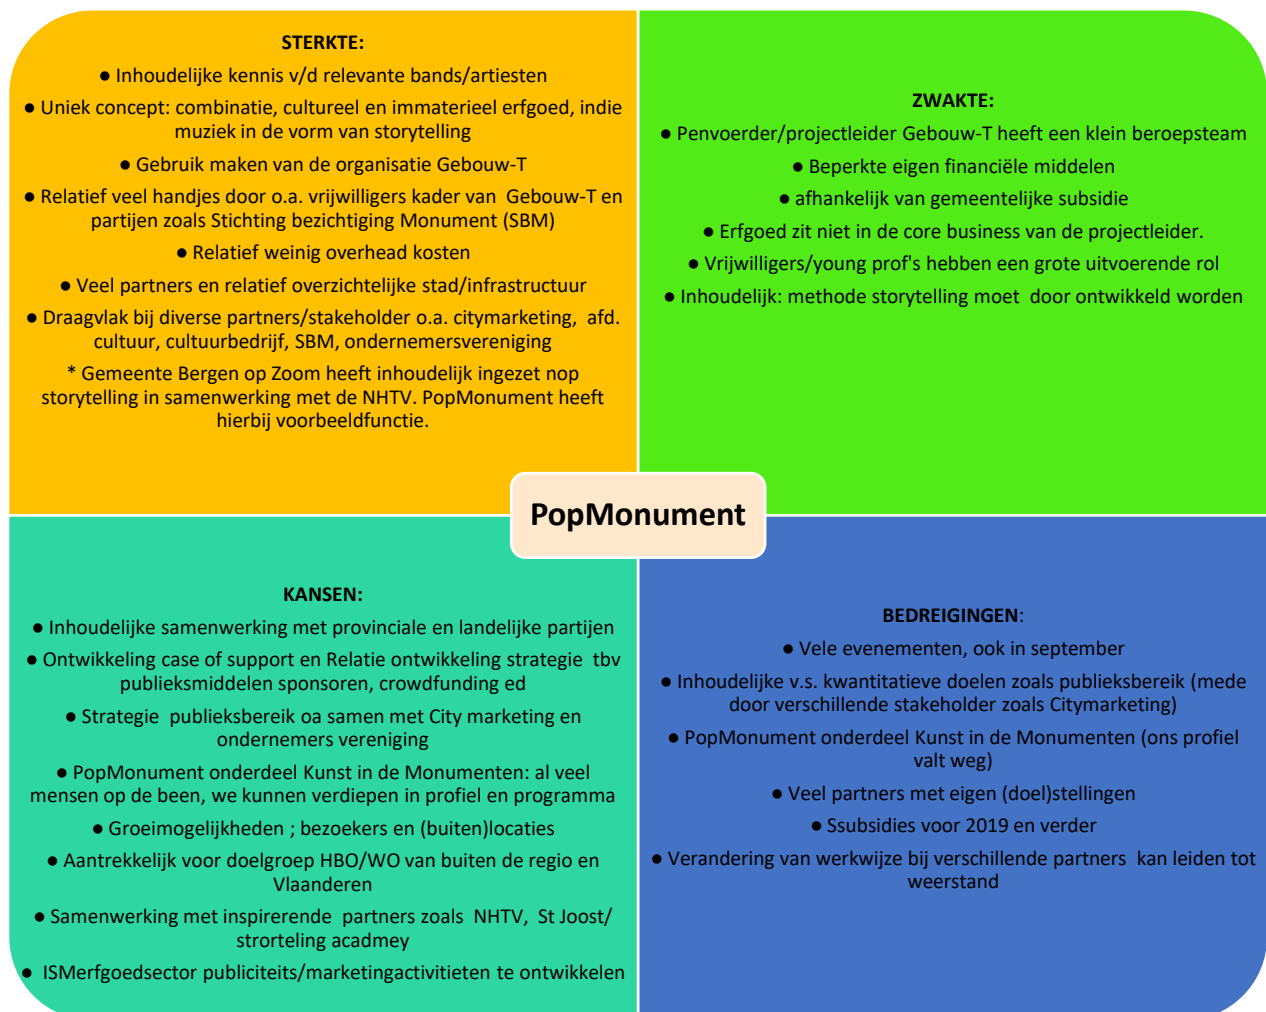 STERKTE:
● Inhoudelijke kennis v/d relevante bands/artiesten
● Uniek concept: combinatie, cultureel en immaterieel erfgoed, indie
muziek in de vorm van storytelling
● Gebruik maken van de organisatie Gebouw-T
● Relatief veel handjes door o.a. vrijwilligers kader van Gebouw-T en
partijen zoals Stichting bezichtiging Monument (SBM)
● Relatief weinig overhead kosten
● Veel partners en relatief overzichtelijke stad/infrastructuur
● Draagvlak bij diverse partners/stakeholder o.a. citymarketing, afd.
cultuur, cultuurbedrijf, SBM, ondernemersvereniging
* Gemeente Bergen op Zoom heeft inhoudelijk ingezet nop
storytelling in samenwerking met de NHTV. PopMonument heeft
hierbij voorbeeldfunctie.
ZWAKTE:
● Penvoerder/projectleider Gebouw-T heeft een klein beroepsteam
● Beperkte eigen financiële middelen
● afhankelijk van gemeentelijke subsidie
● Erfgoed zit niet in de core business van de projectleider.
● Vrijwilligers/young prof's hebben een grote uitvoerende rol
● Inhoudelijk: methode storytelling moet door ontwikkeld worden
PopMonument
KANSEN:
● Inhoudelijke samenwerking met provinciale en landelijke partijen
● Ontwikkeling case of support en Relatie ontwikkeling strategie tbv
publieksmiddelen sponsoren, crowdfunding ed
● Strategie publieksbereik oa samen met City marketing en
ondernemers vereniging
● PopMonument onderdeel Kunst in de Monumenten: al veel
mensen op de been, we kunnen verdiepen in profiel en programma
● Groeimogelijkheden ; bezoekers en (buiten)locaties
● Aantrekkelijk voor doelgroep HBO/WO van buiten de regio en
Vlaanderen
● Samenwerking met inspirerende partners zoals NHTV, St Joost/
strorteling acadmey
● ISMerfgoedsector publiciteits/marketingactivitieten te ontwikkelen
BEDREIGINGEN:
● Vele evenementen, ook in september
● Inhoudelijke v.s. kwantitatieve doelen zoals publieksbereik (mede
door verschillende stakeholder zoals Citymarketing)
● PopMonument onderdeel Kunst in de Monumenten (ons profiel
valt weg)
● Veel partners met eigen (doel)stellingen
● Ssubsidies voor 2019 en verder
● Verandering van werkwijze bij verschillende partners kan leiden tot
weerstand